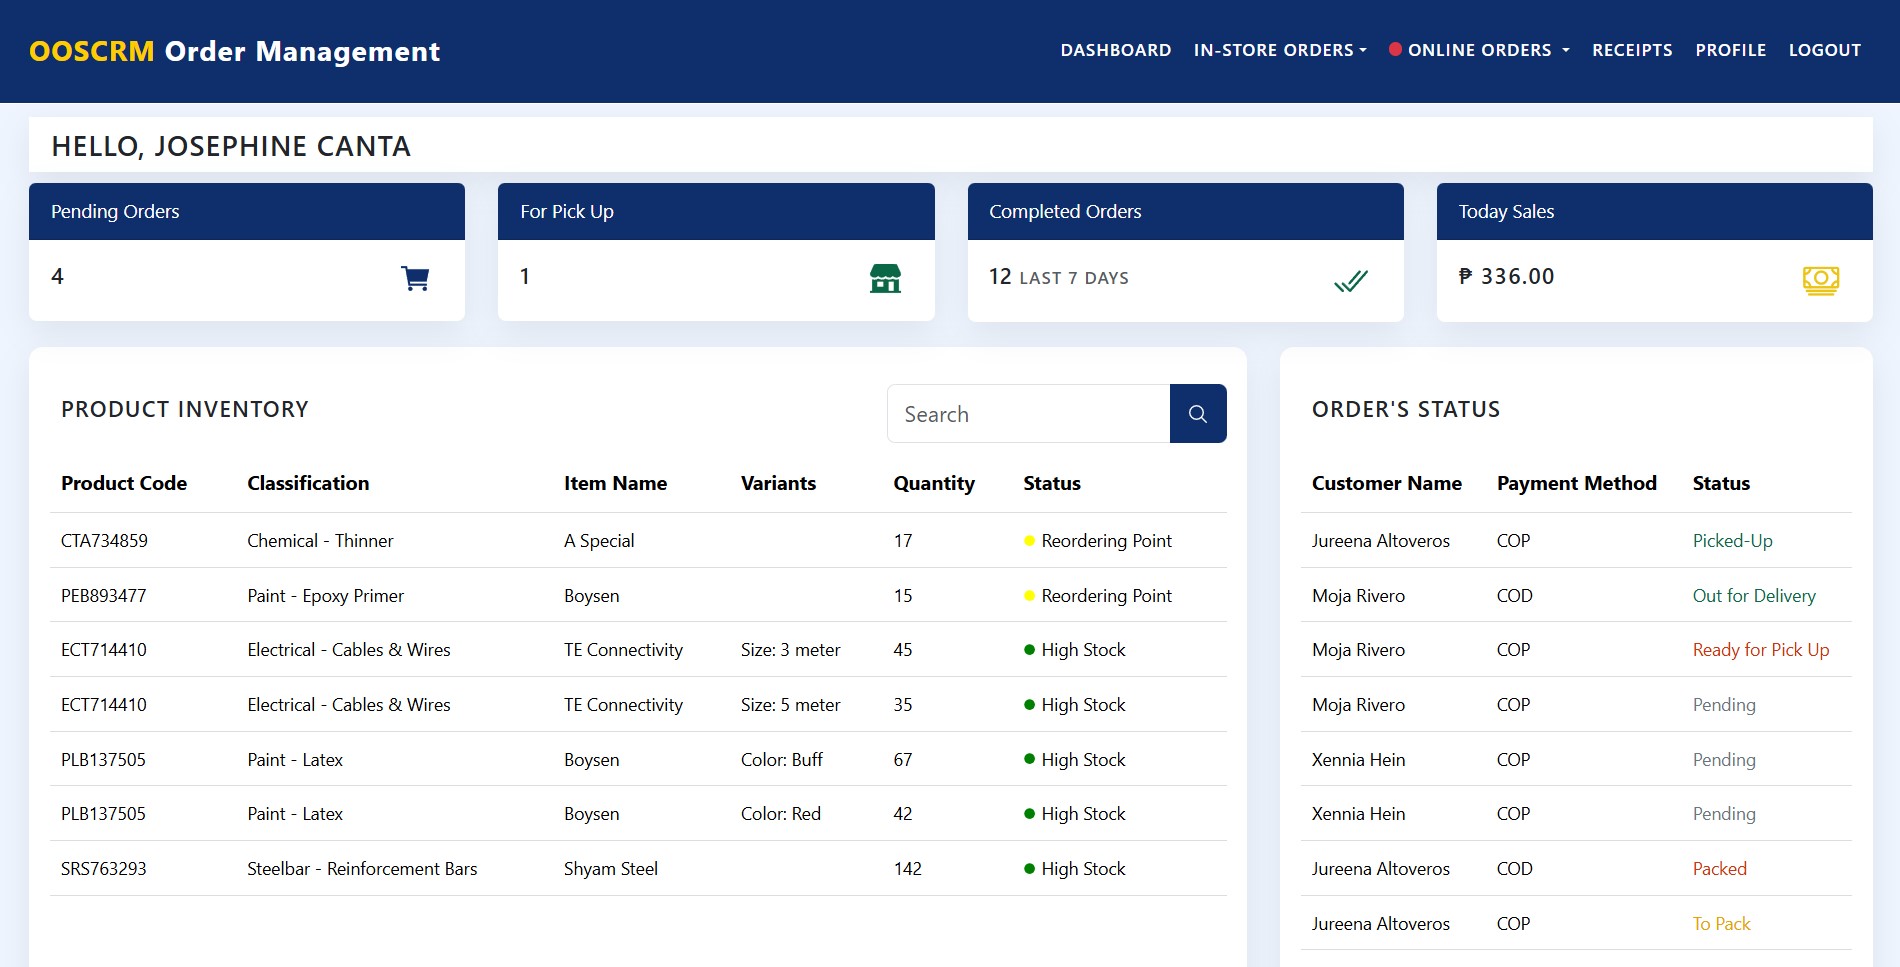 OOSCRM Order Management
DASHBOARD IN-STORE ORDERS ONLINE ORDERS RECEIPTS PROFILE LOGOUT
HELLO, JOSEPHINE CANTA
Pending Orders
4
For Pick Up
1
Completed Orders
12 LAST 7 DAYS
Today Sales
₱ 336.00
PRODUCT INVENTORY
Search
Product Code Classification Item Name Variants Quantity Status
CTA734859 Chemical - Thinner A Special 17 Reordering Point
PEB893477 Paint - Epoxy Primer Boysen 15 Reordering Point
ECT714410 Electrical - Cables & Wires TE Connectivity Size: 3 meter 45 High Stock
ECT714410 Electrical - Cables & Wires TE Connectivity Size: 5 meter 35 High Stock
PLB137505 Paint - Latex Boysen Color: Buff 67 High Stock
PLB137505 Paint - Latex Boysen Color: Red 42 High Stock
SRS763293 Steelbar - Reinforcement Bars Shyam Steel 142 High Stock
ORDER'S STATUS
Customer Name Payment Method Status
Jureena Altoveros COP Picked-Up
Moja Rivero COD Out for Delivery
Moja Rivero COP Ready for Pick Up
Moja Rivero COP Pending
Xennia Hein COP Pending
Xennia Hein COP Pending
Jureena Altoveros COD Packed
Jureena Altoveros COP To Pack